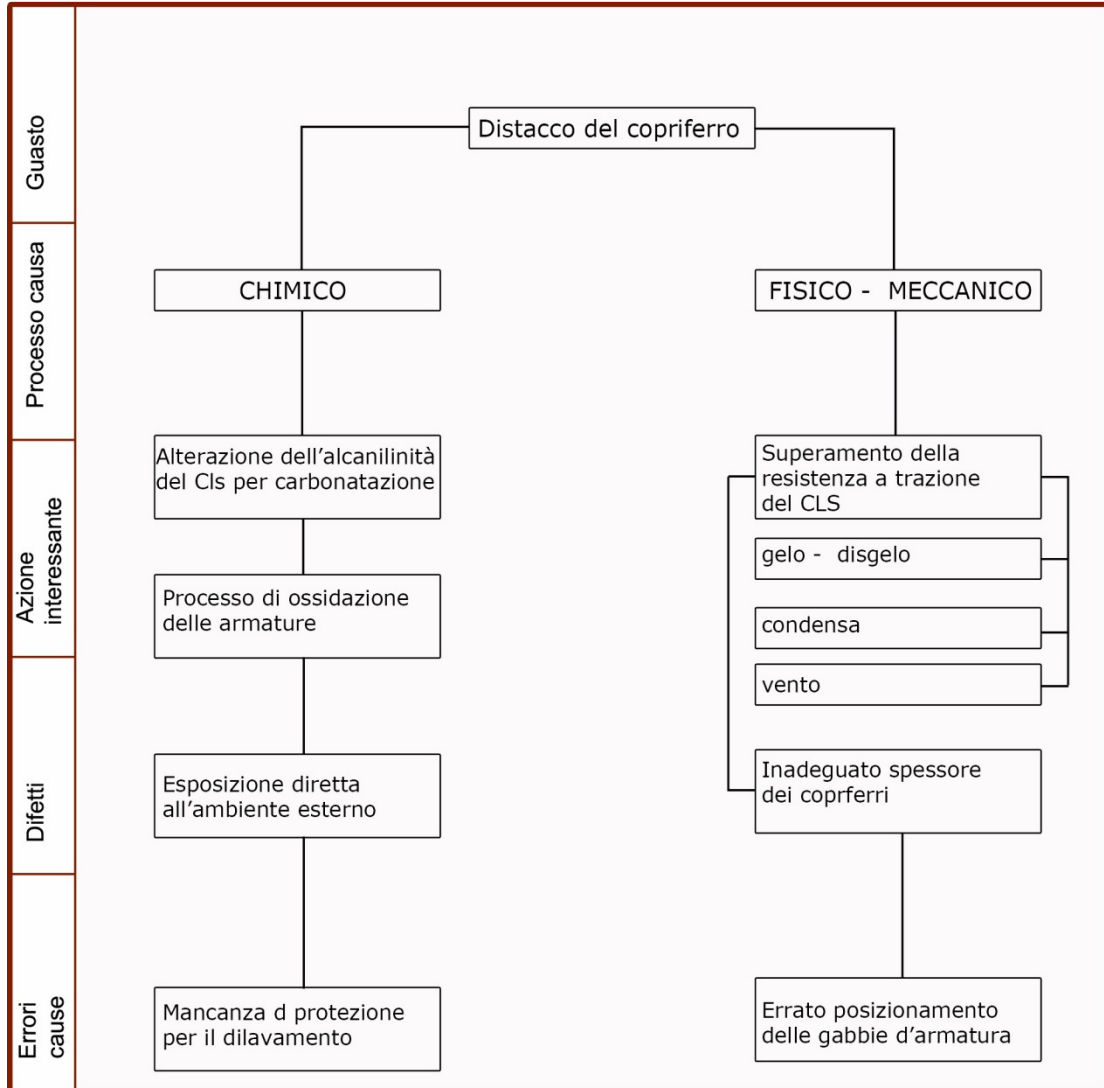 Guasto
Distacco del copriferro
Processo causa
CHIMICO
FISICO - MECCANICO
Azione
interessante
Alterazione dell'alcanilinità
del Cls per carbonatazione
Superamento della
resistenza a trazione
del CLS
gelo - disgelo
Processo di ossidazione
delle armature
condensa
vento
Difetti
Esposizione diretta
all'ambiente esterno
Inadeguato spessore
dei coprferri
Errori
cause
Mancanza d protezione
per il dilavamento
Errato posizionamento
delle gabbie d'armatura